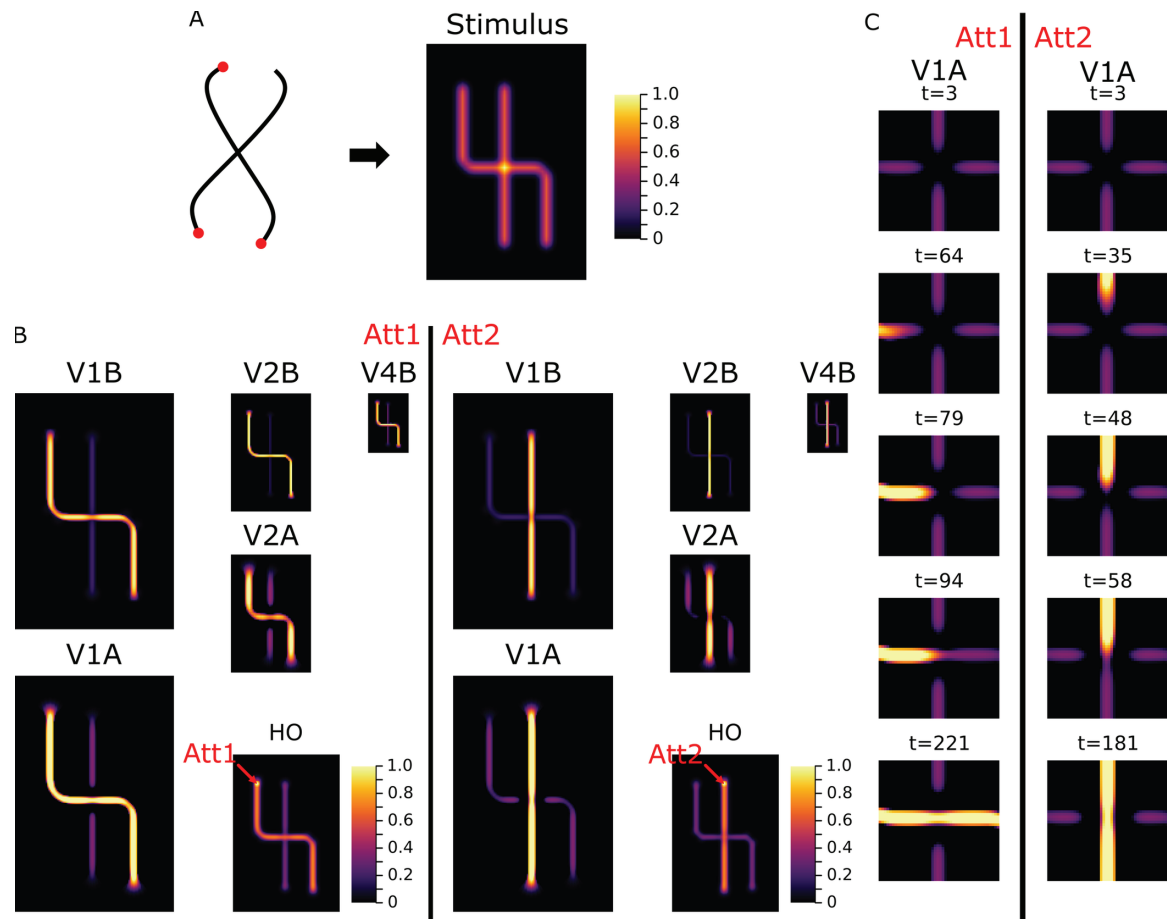 A
Stimulus
1.0
0.8
0.6
0.4
0.2
0
B
Att1
Att2
V1B
V2B
V4B
V2A
V1A
HO
Att1
1.0
0.8
0.6
0.4
0.2
0
V1B
V2B
V4B
V2A
V1A
HO
Att2
1.0
0.8
0.6
0.4
0.2
0
C
Att1
Att2
V1A
V1A
t=3
t=3
t=64
t=35
t=79
t=48
t=94
t=58
t=221
t=181